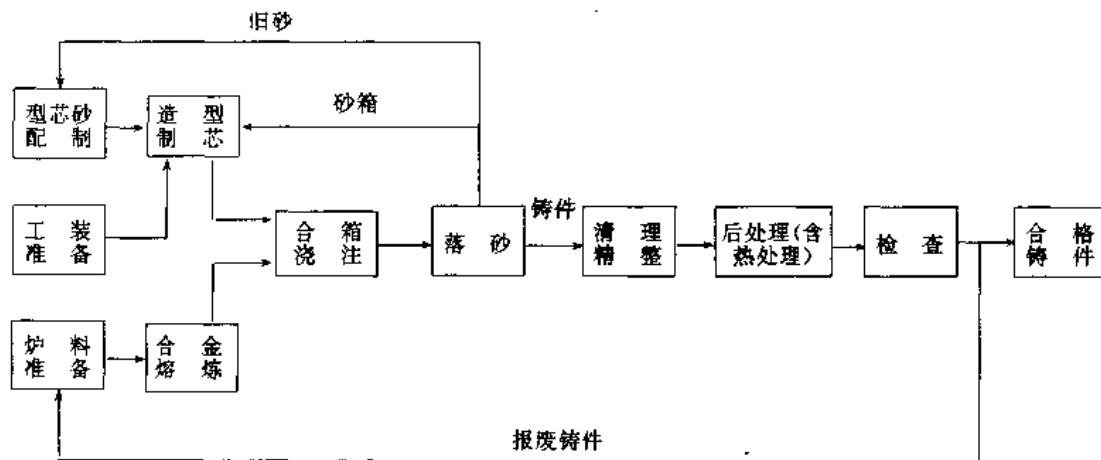 旧砂
砂箱
型芯砂
配 制
造 型
制 芯
工 装
准 备
铸件
合 箱
浇 注
落 砂
清 理
精 整
后处理(含
热处理)
检 查
合 格
铸 件
炉 料
准 备
合 金
熔 炼
报废铸件